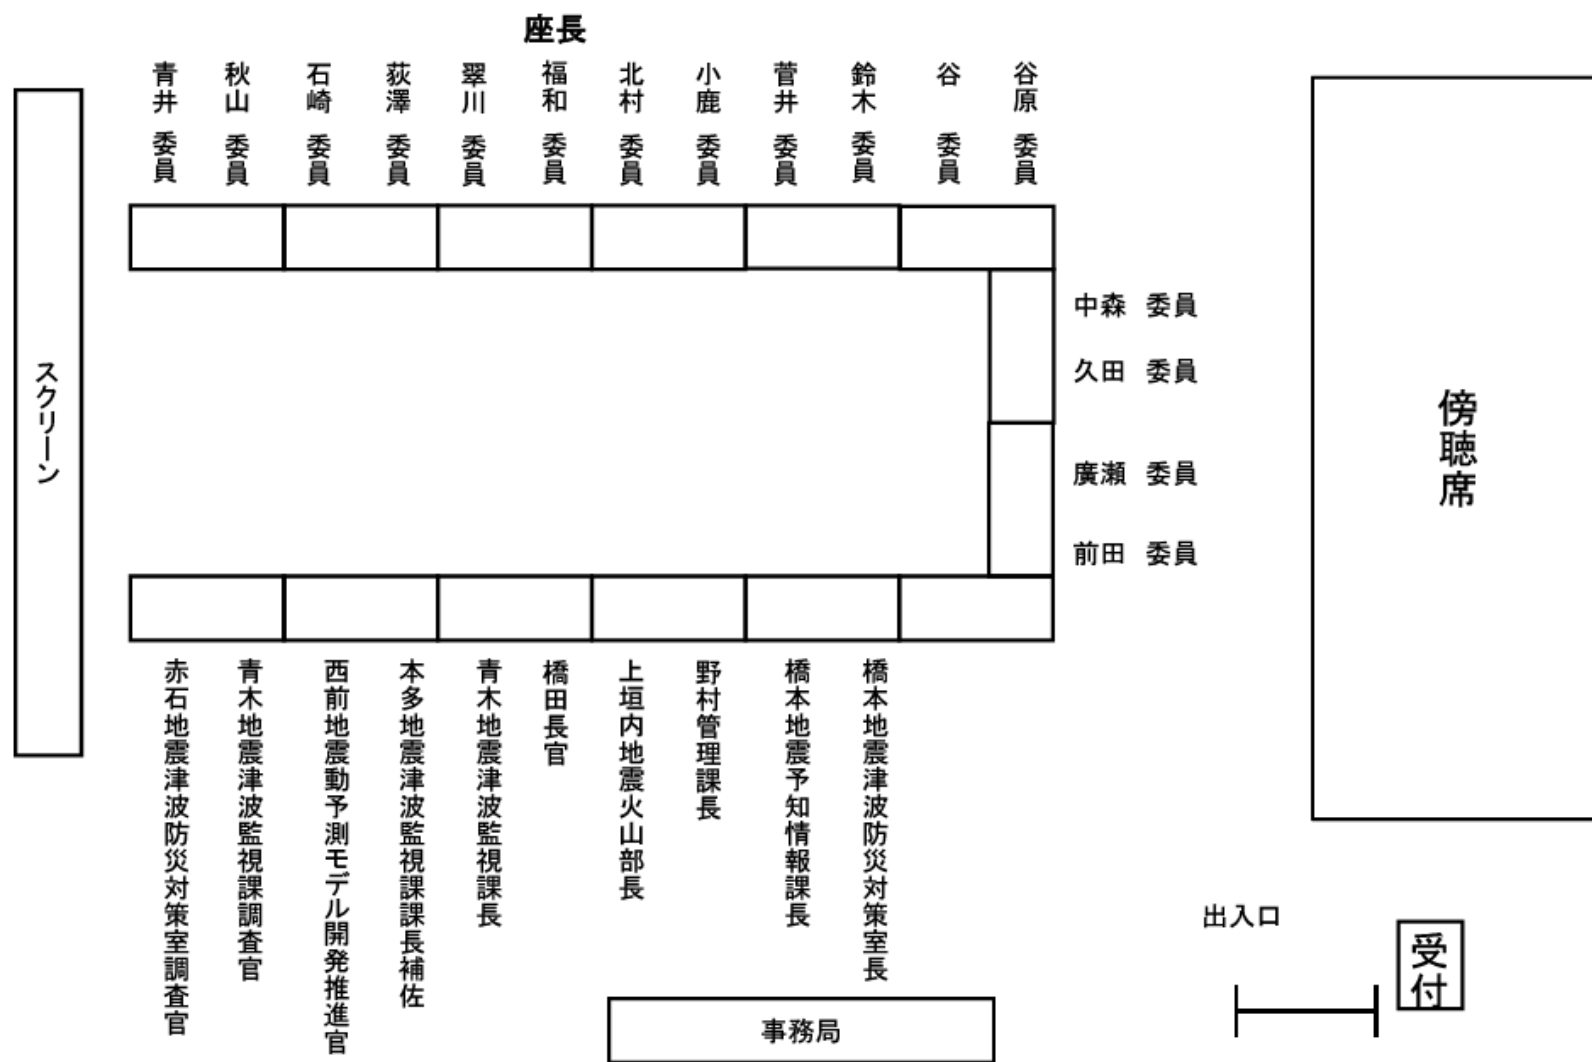 座長
青井 委員
秋山 委員
石崎 委員
荻澤 委員
翠川 委員
福和 委員
北村 委員
小鹿 委員
菅井 委員
鈴木 委員
谷 委員
谷原 委員
スクリーン
中森 委員
久田 委員
廣瀬 委員
前田 委員
傍聴席
赤石地震津波防災対策室調査官
青木地震津波監視課調査官
西前地震動予測モデル開発推進官
本多地震津波監視課課長補佐
青木地震津波監視課長
橋田長官
上垣内地震火山部長
野村管理課長
橋本地震予知情報課長
橋本地震津波防災対策室長
出入口
受付
事務局